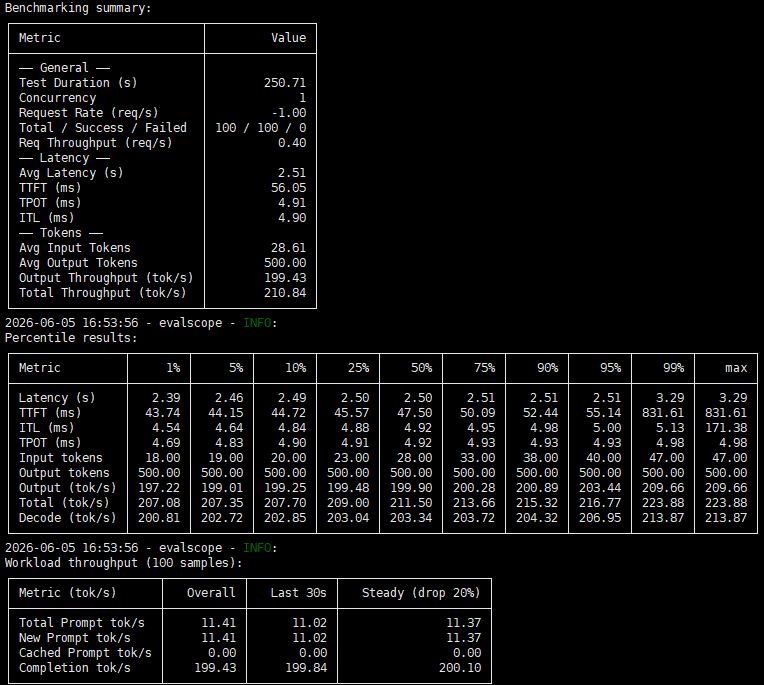 Benchmarking summary:
Metric Value
── General ──
Test Duration (s) 250.71
Concurrency 1
Request Rate (req/s) -1.00
Total / Success / Failed 100 / 100 / 0
Req Throughput (req/s) 0.40
── Latency ──
Avg Latency (s) 2.51
TTFT (ms) 56.05
TPOT (ms) 4.91
ITL (ms) 4.90
── Tokens ──
Avg Input Tokens 28.61
Avg Output Tokens 500.00
Output Throughput (tok/s) 199.43
Total Throughput (tok/s) 210.84
2026-06-05 16:53:56 - evalscope - INFO:
Percentile results:
Metric 1% 5% 10% 25% 50% 75% 90% 95% 99% max
Latency (s) 2.39 2.46 2.49 2.50 2.50 2.51 2.51 2.51 3.29 3.29
TTFT (ms) 43.74 44.15 44.72 45.57 47.50 50.09 52.44 55.14 831.61 831.61
ITL (ms) 4.54 4.64 4.84 4.88 4.92 4.95 4.98 5.00 5.13 171.38
TPOT (ms) 4.69 4.83 4.90 4.91 4.92 4.93 4.93 4.93 4.98 4.98
Input tokens 18.00 19.00 20.00 23.00 28.00 33.00 38.00 40.00 47.00 47.00
Output tokens 500.00 500.00 500.00 500.00 500.00 500.00 500.00 500.00 500.00 500.00
Output (tok/s) 197.22 199.01 199.25 199.48 199.90 200.28 200.89 203.44 209.66 209.66
Total (tok/s) 207.08 207.35 207.70 209.00 211.50 213.66 215.32 216.77 223.88 223.88
Decode (tok/s) 200.81 202.72 202.85 203.04 203.34 203.72 204.32 206.95 213.87 213.87
2026-06-05 16:53:56 - evalscope - INFO:
Workload throughput (100 samples):
Metric (tok/s) Overall Last 30s Steady (drop 20%)
Total Prompt tok/s 11.41 11.02 11.37
New Prompt tok/s 11.41 11.02 11.37
Cached Prompt tok/s 0.00 0.00 0.00
Completion tok/s 199.43 199.84 200.10